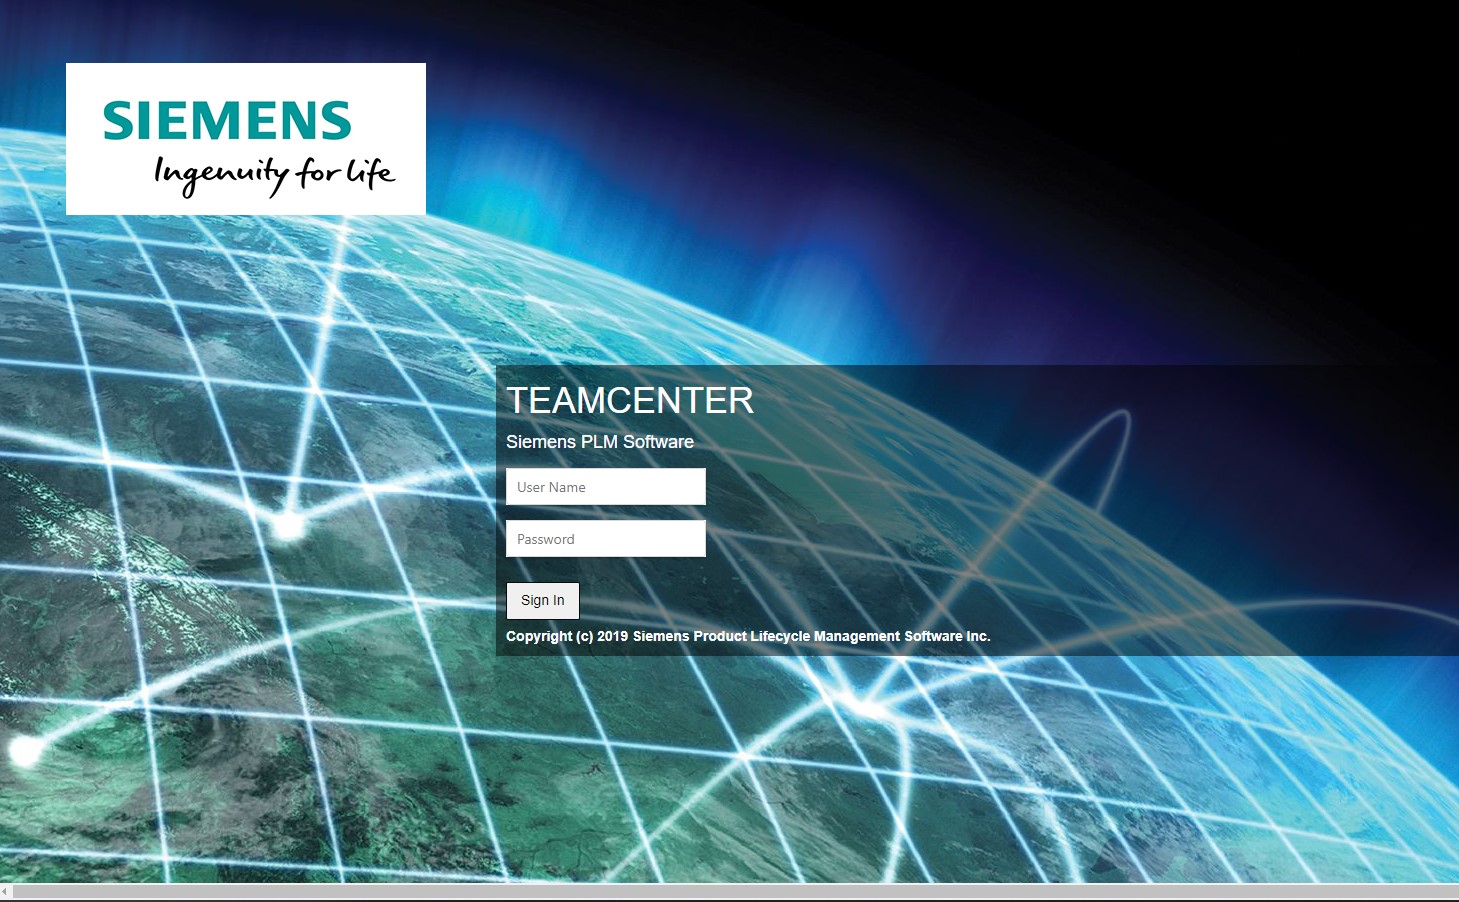 SIEMENS
Ingenuity for life
TEAMCENTER
Siemens PLM Software
User Name
Password
Sign In
Copyright (c) 2019 Siemens Product Lifecycle Management Software Inc.